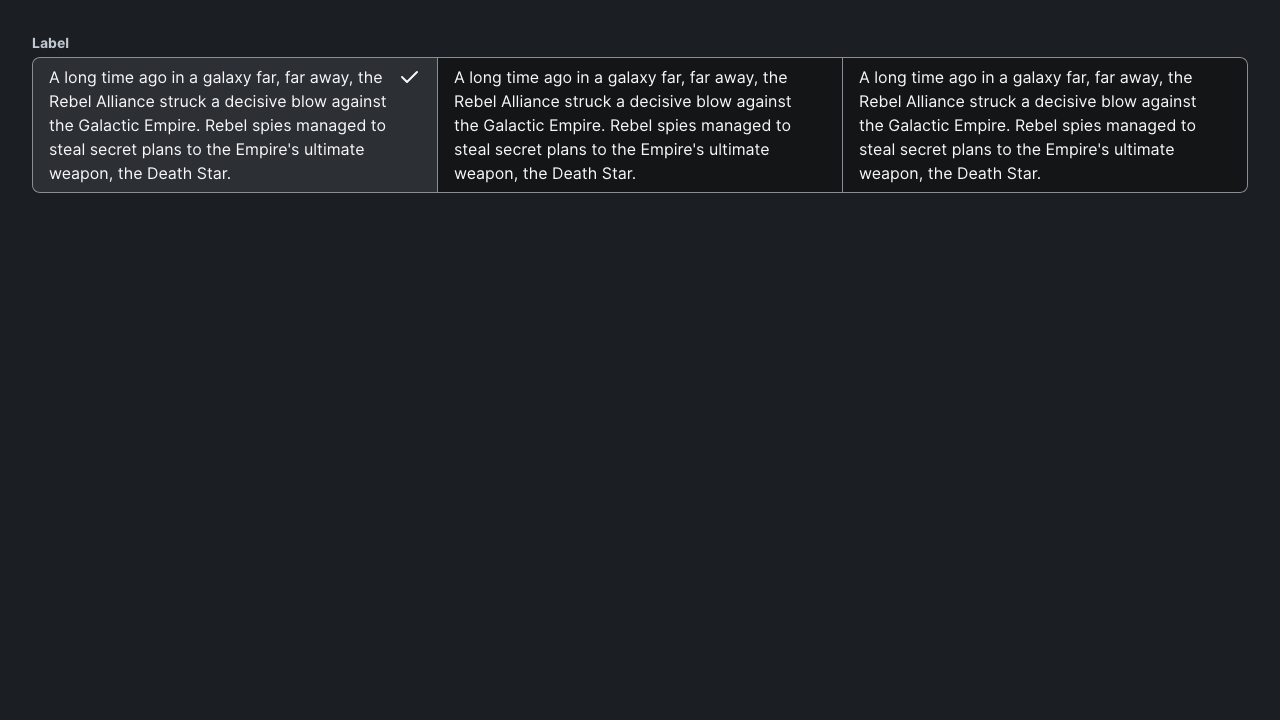 Label
A long time ago in a galaxy far, far away, the
Rebel Alliance struck a decisive blow against
the Galactic Empire. Rebel spies managed to
steal secret plans to the Empire's ultimate
weapon, the Death Star.
A long time ago in a galaxy far, far away, the
Rebel Alliance struck a decisive blow against
the Galactic Empire. Rebel spies managed to
steal secret plans to the Empire's ultimate
weapon, the Death Star.
A long time ago in a galaxy far, far away, the
Rebel Alliance struck a decisive blow against
the Galactic Empire. Rebel spies managed to
steal secret plans to the Empire's ultimate
weapon, the Death Star.